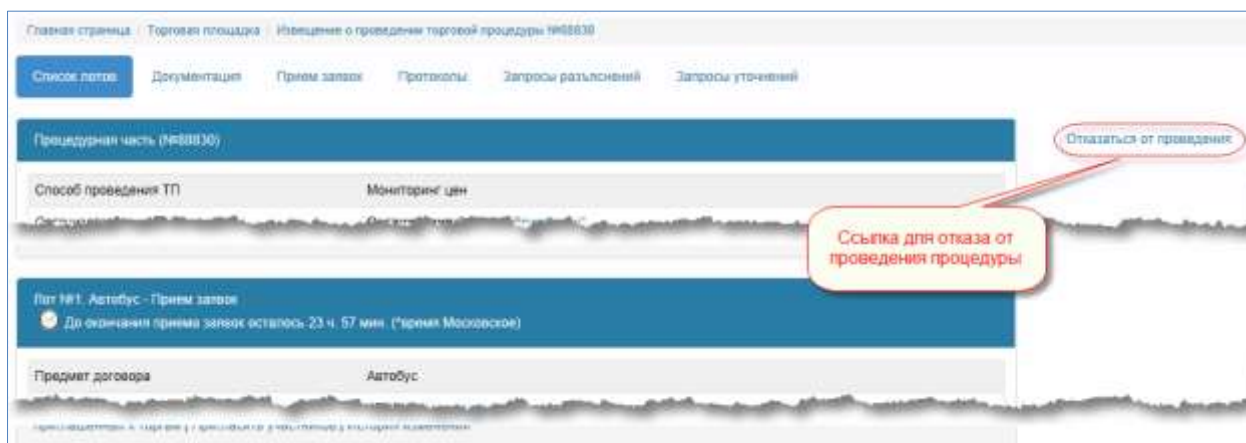 Главная страница / Торговая площадка / Извещение о проведении торговой процедуры №88830
Список лотов Документация Прием заявок Протоколы Запросы разъяснений Запросы уточнений
Процедурная часть (№88830)
Отказаться от проведения
Способ проведения ТП Мониторинг цен
Ссылка для отказа от
проведения процедуры
Лот №1. Автобус - Прием заявок
До окончания приема заявок осталось 23 ч. 57 мин. (*время Московское)
Предмет договора Автобус